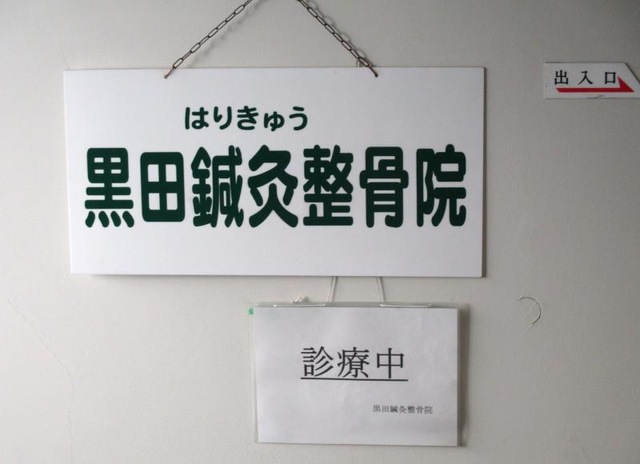 はりきゅう
黒田鍼灸整骨院
出入口
診療中
黒田鍼灸整骨院